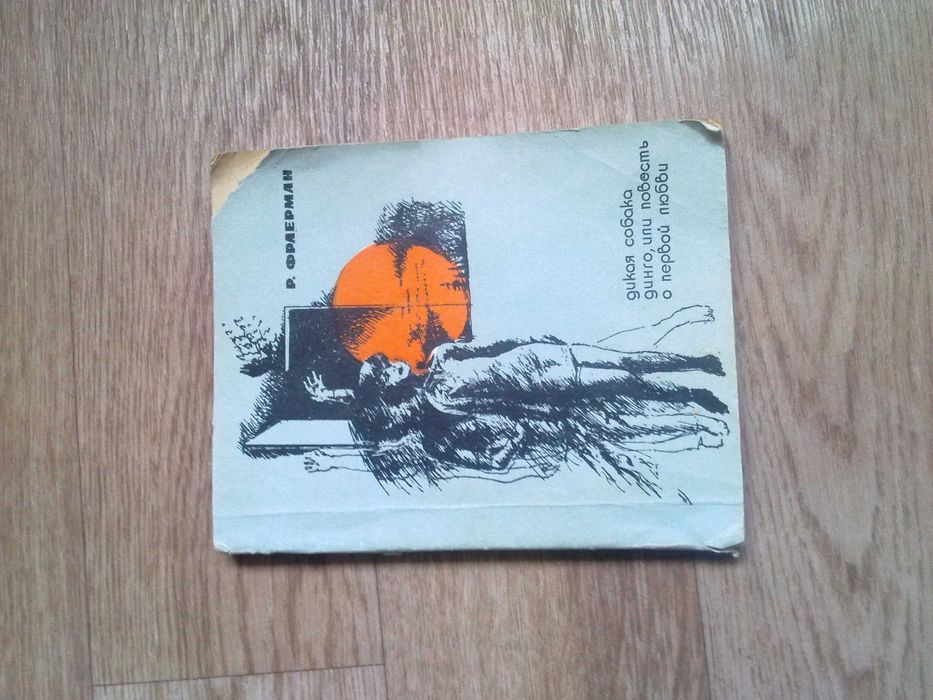 Р. ФРАЕРМАН
дикая собака
динго, или повесть
о первой любви